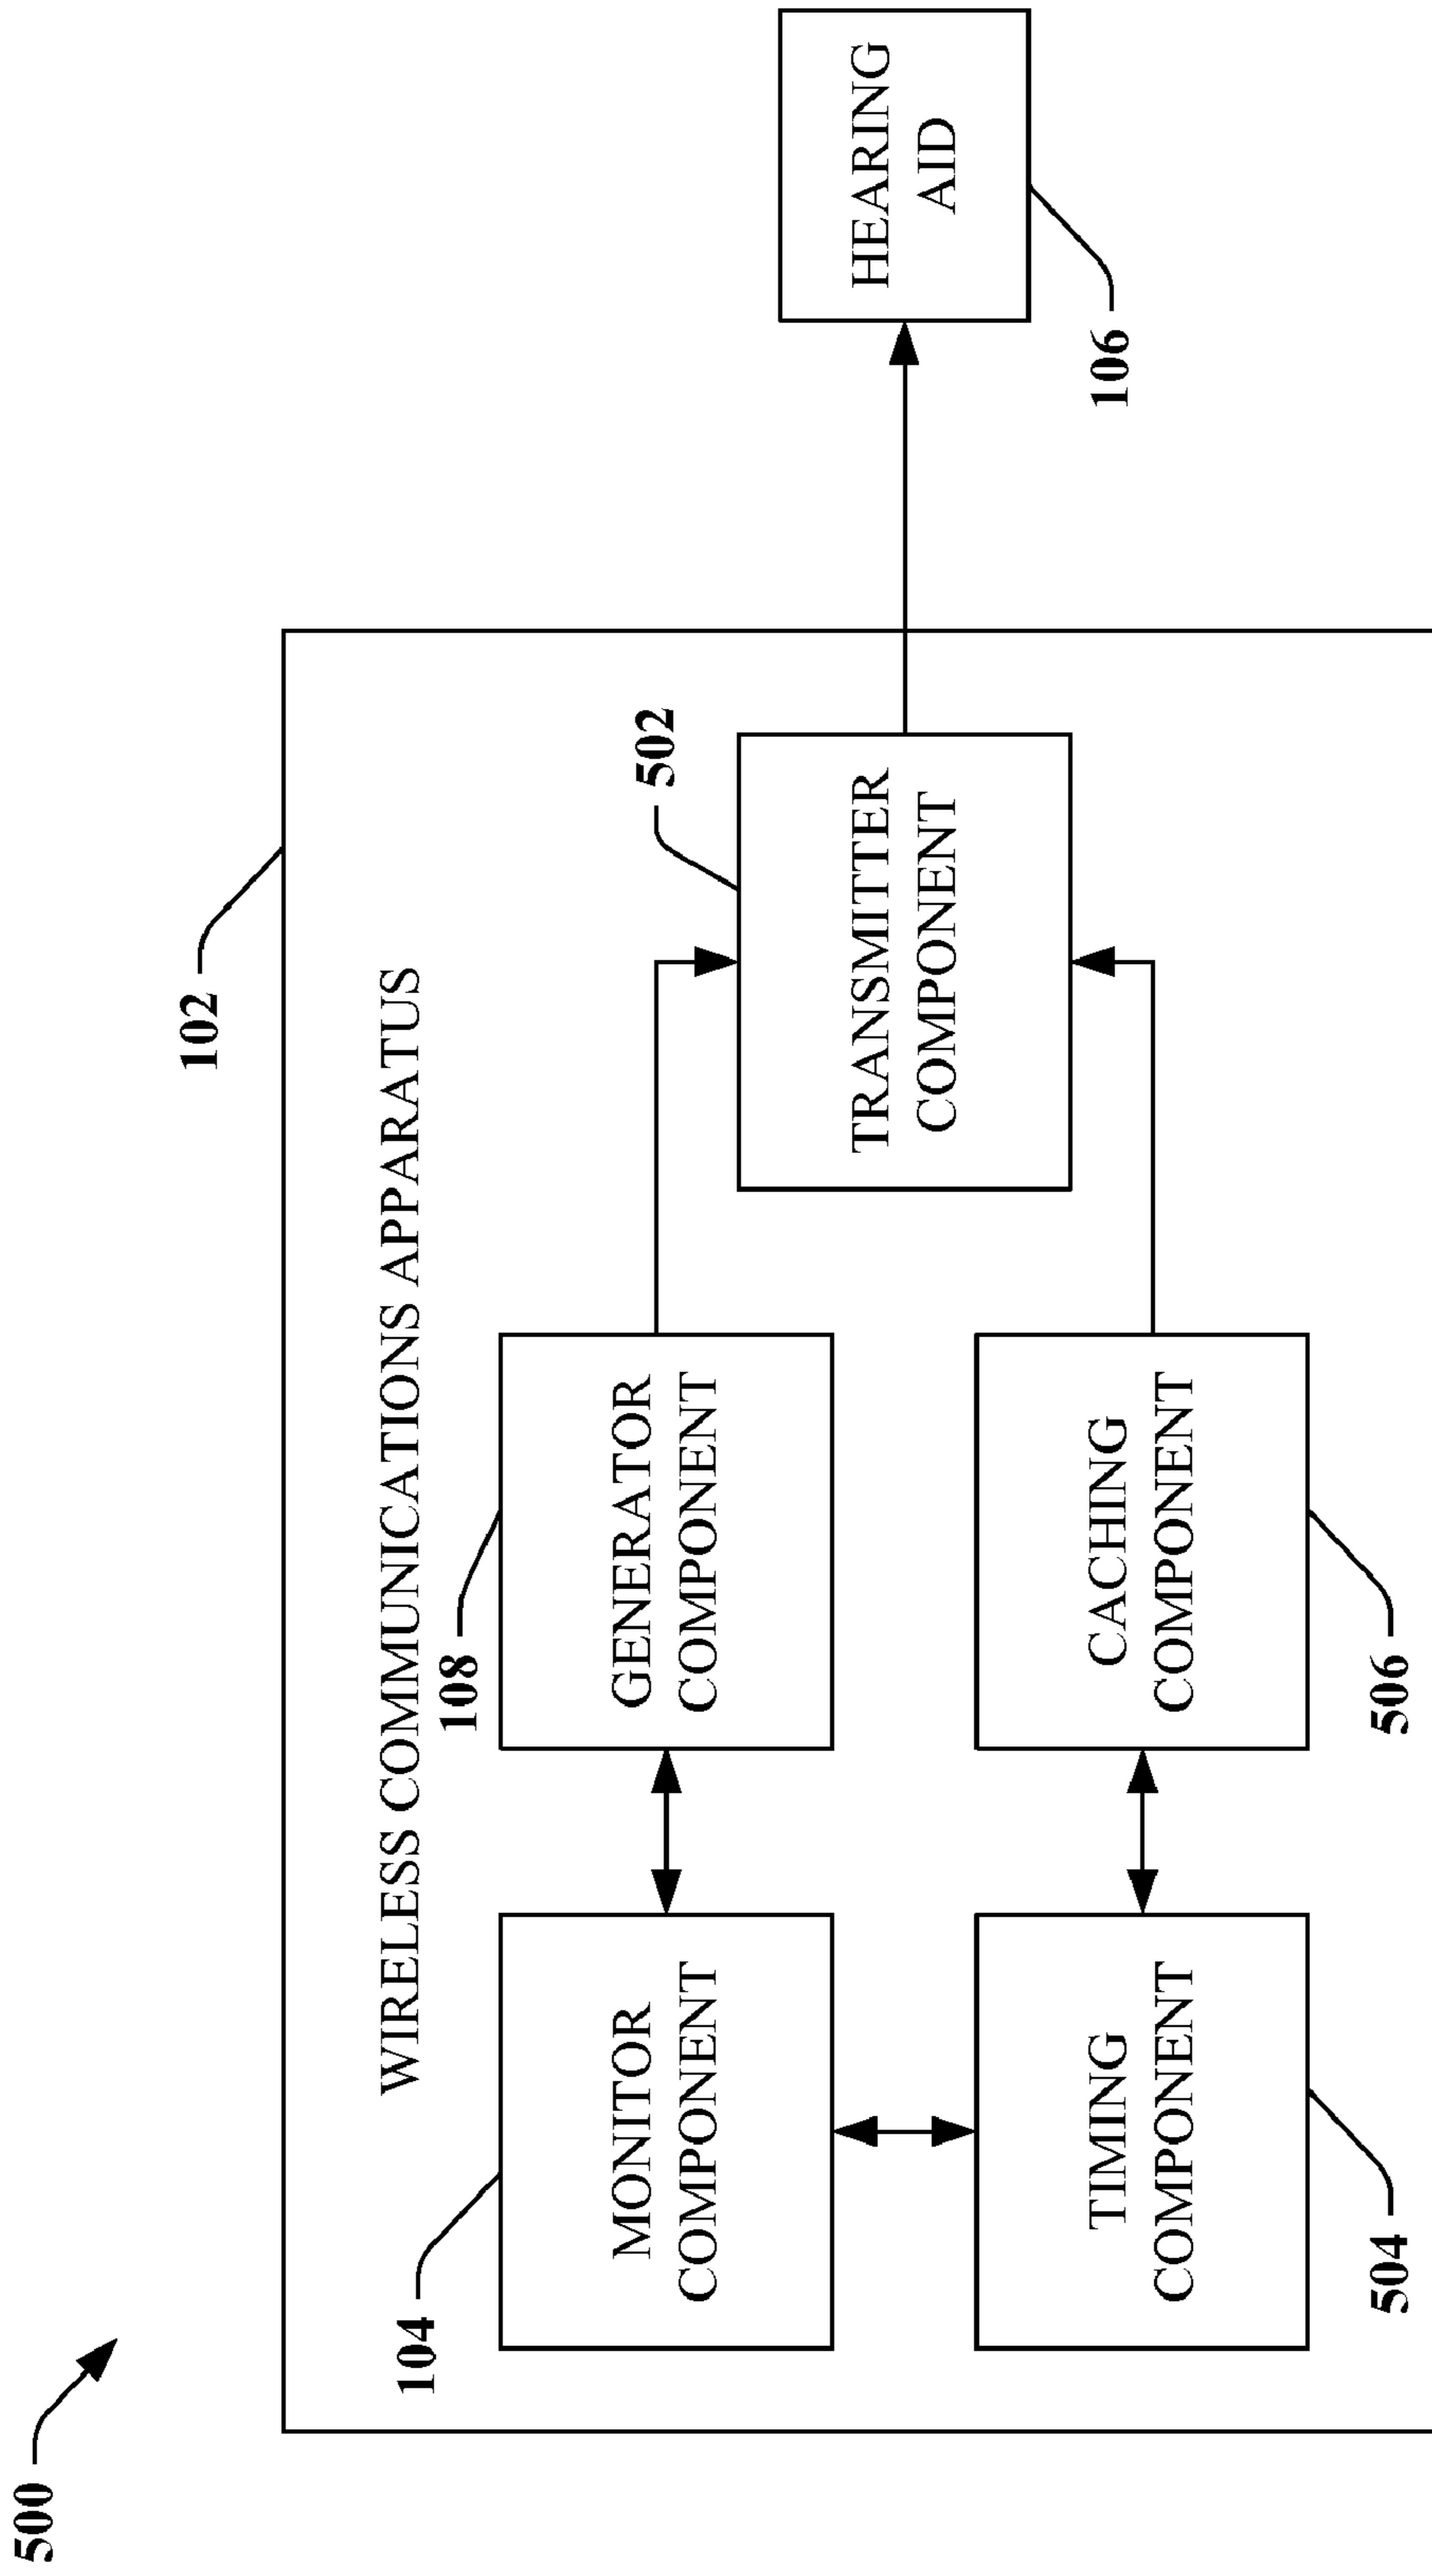 500
102
WIRELESS COMMUNICATIONS APPARATUS
104
MONITOR
COMPONENT
108
GENERATOR
COMPONENT
502
TRANSMITTER
COMPONENT
HEARING
AID
106
TIMING
COMPONENT
504
CACHING
COMPONENT
506